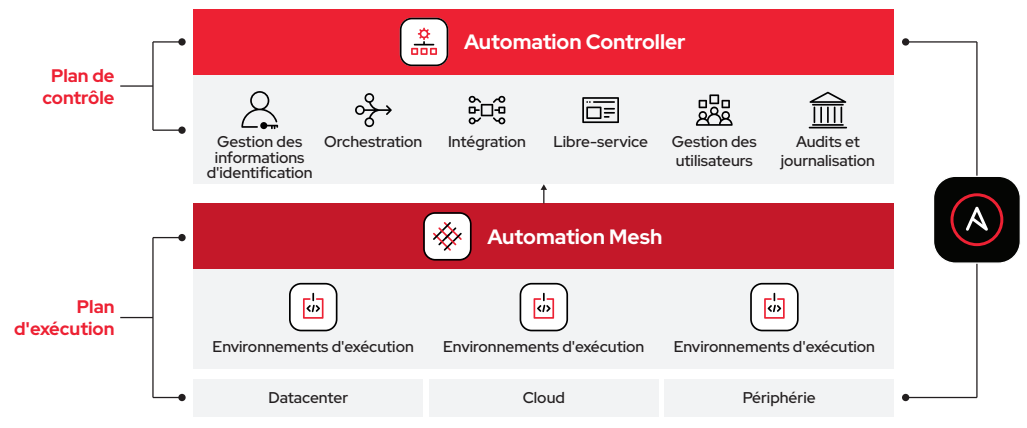 Automation Controller
Plan de
contrôle
Gestion des
informations
d'identification
Orchestration
Intégration
Libre-service
Gestion des
utilisateurs
Audits et
journalisation
Automation Mesh
Plan
d'exécution
Environnements d'exécution
Environnements d'exécution
Environnements d'exécution
Datacenter
Cloud
Périphérie